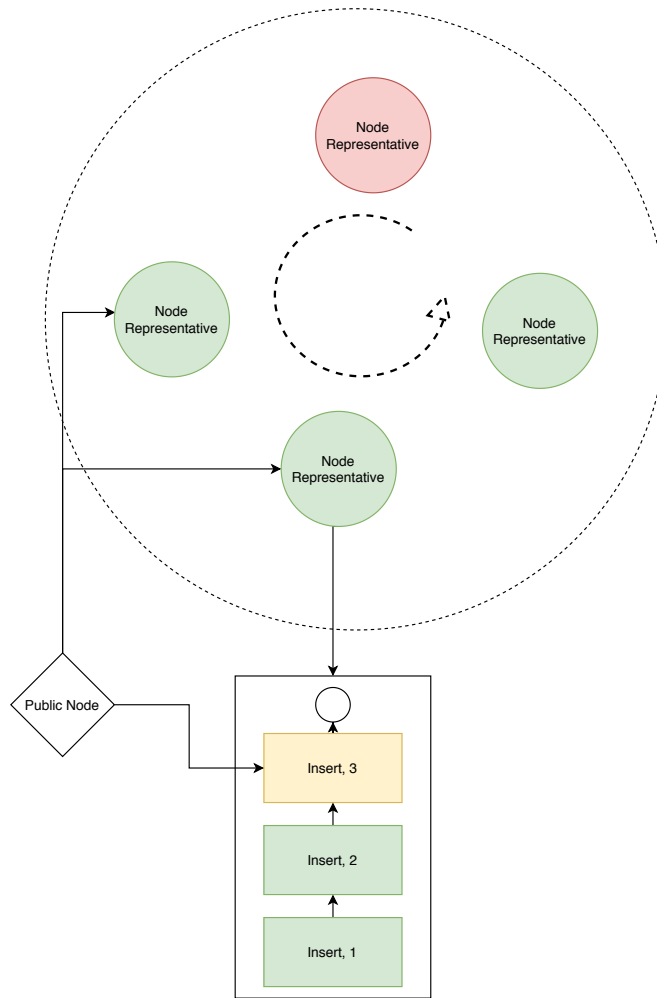 Node
Representative
Node
Representative
Node
Representative
Node
Representative
Public Node
Insert, 3
Insert, 2
Insert, 1